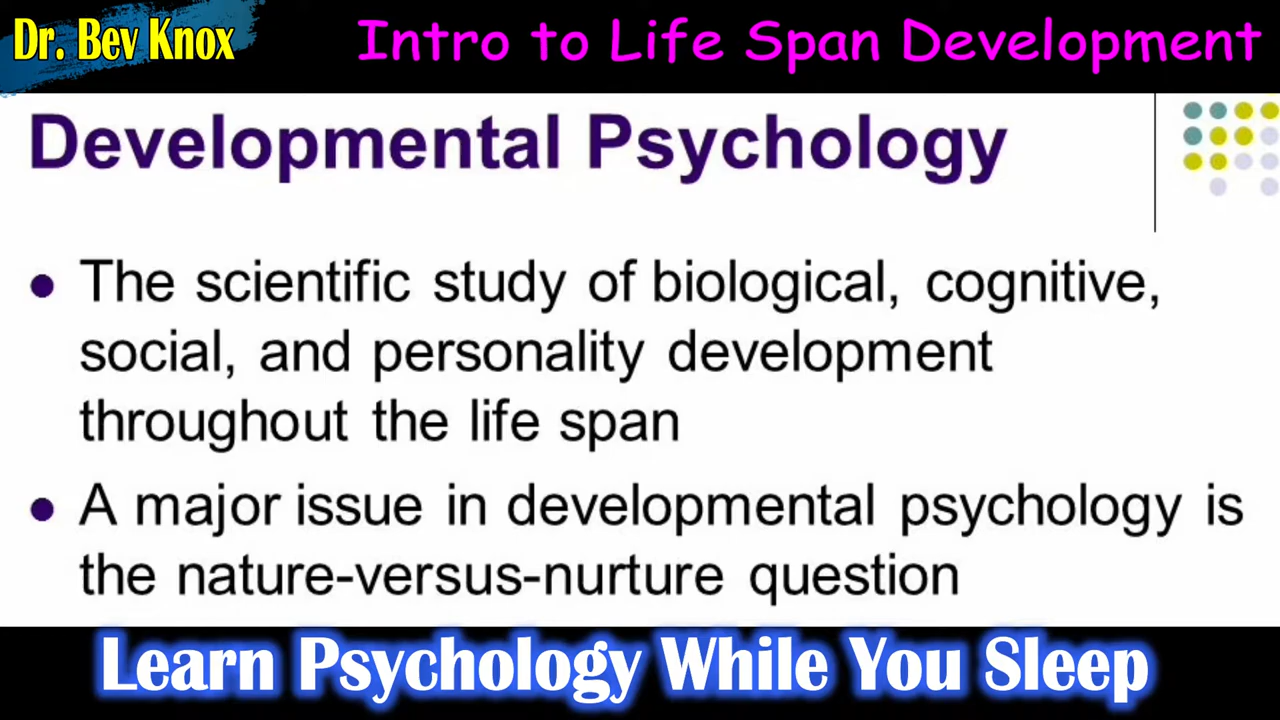 Dr. Bev Knox
Intro to Life Span Development
Developmental Psychology
The scientific study of biological, cognitive,
social, and personality development
throughout the life span
A major issue in developmental psychology is
the nature-versus-nurture question
Learn Psychology While You Sleep